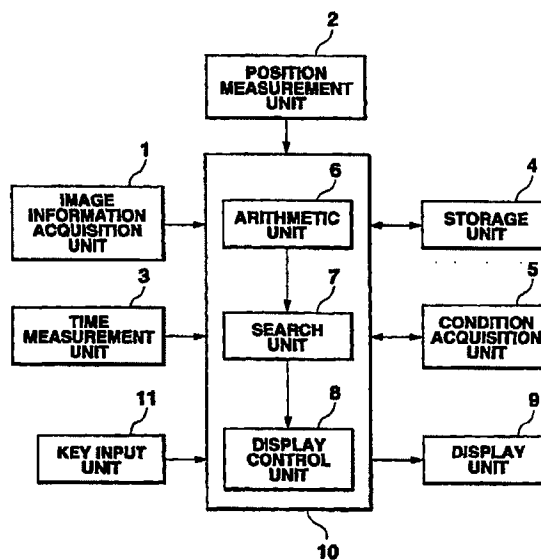 2
POSITION
MEASUREMENT
UNIT
1
IMAGE
INFORMATION
ACQUISITION
UNIT
6
ARITHMETIC
UNIT
4
STORAGE
UNIT
3
TIME
MEASUREMENT
UNIT
7
SEARCH
UNIT
5
CONDITION
ACQUISITION
UNIT
11
KEY INPUT
UNIT
8
DISPLAY
CONTROL
UNIT
9
DISPLAY
UNIT
10